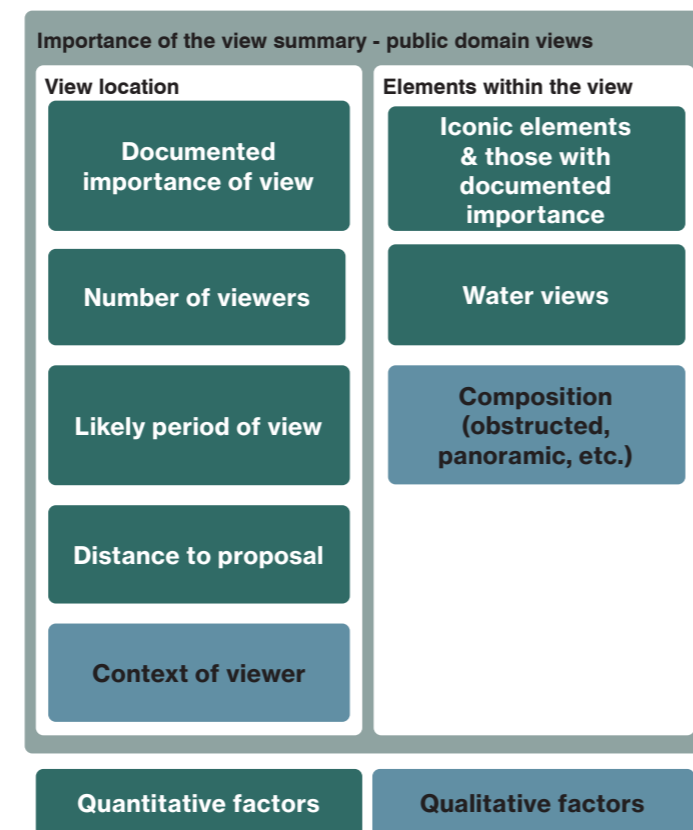 Importance of the view summary - public domain views
View location
Documented
importance of view
Number of viewers
Likely period of view
Distance to proposal
Context of viewer
Elements within the view
Iconic elements
& those with
documented
importance
Water views
Composition
(obstructed,
panoramic, etc.)
Quantitative factors
Qualitative factors